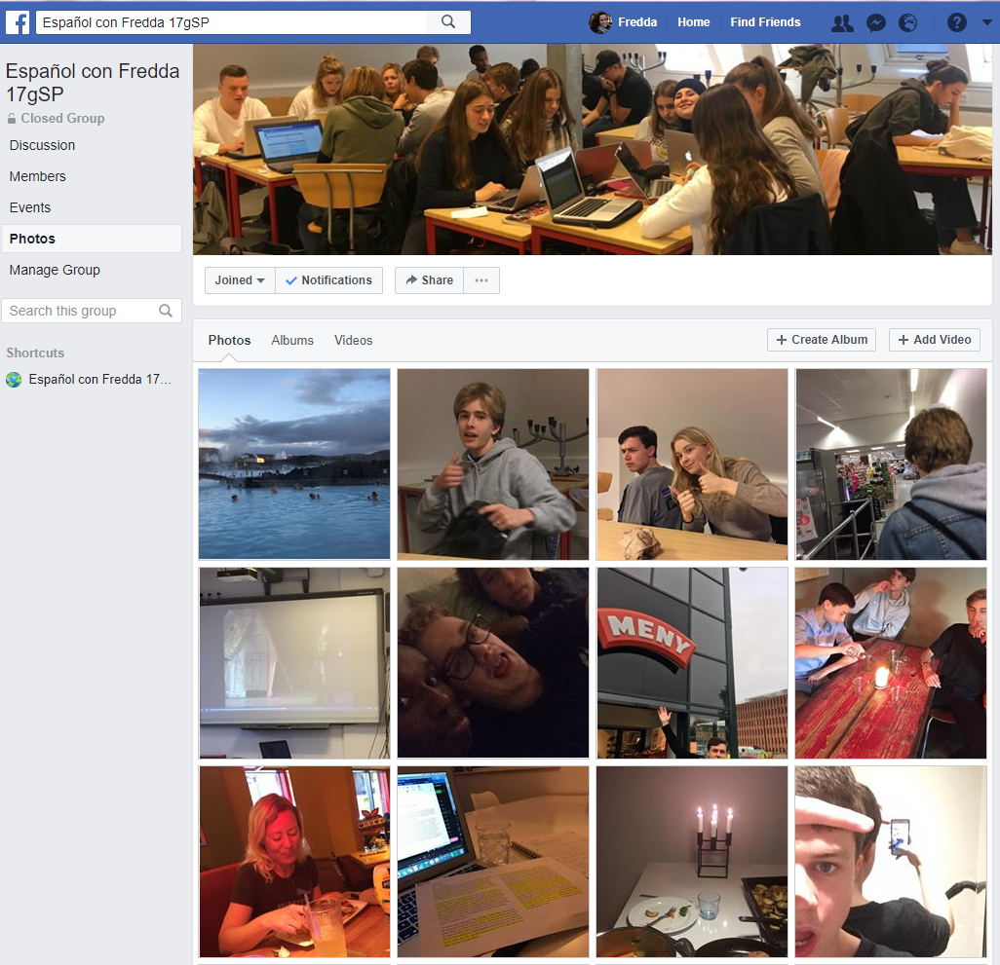 Español con Fredda 17gSP
Fredda
Home
Find Friends
Español con Fredda
17gSP
Closed Group
Discussion
Members
Events
Photos
Manage Group
Search this group
Shortcuts
Español con Fredda 17...
Joined
Notifications
Share
Photos
Albums
Videos
+ Create Album
+ Add Video
MENY